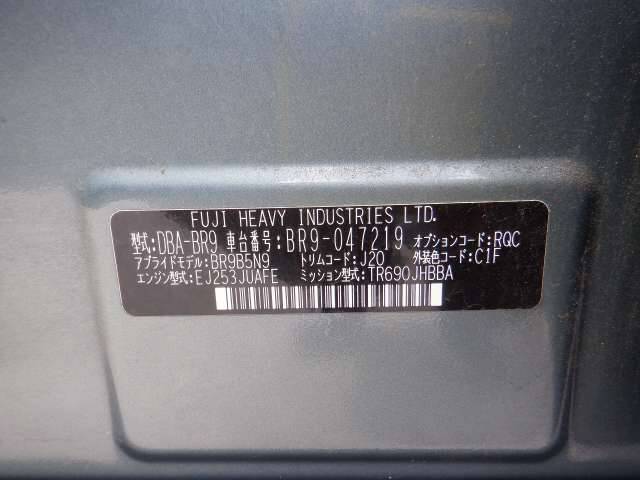 FUJI HEAVY INDUSTRIES LTD.
型式:DBA-BR9 車台番号:BR9-047219 オプションコード:RQC
アプライドモデル:BR9B5N9 トリムコード:J20 外装色コード:C1F
エンジン型式:EJ253JUAFE ミッション型式:TR690JHBBA